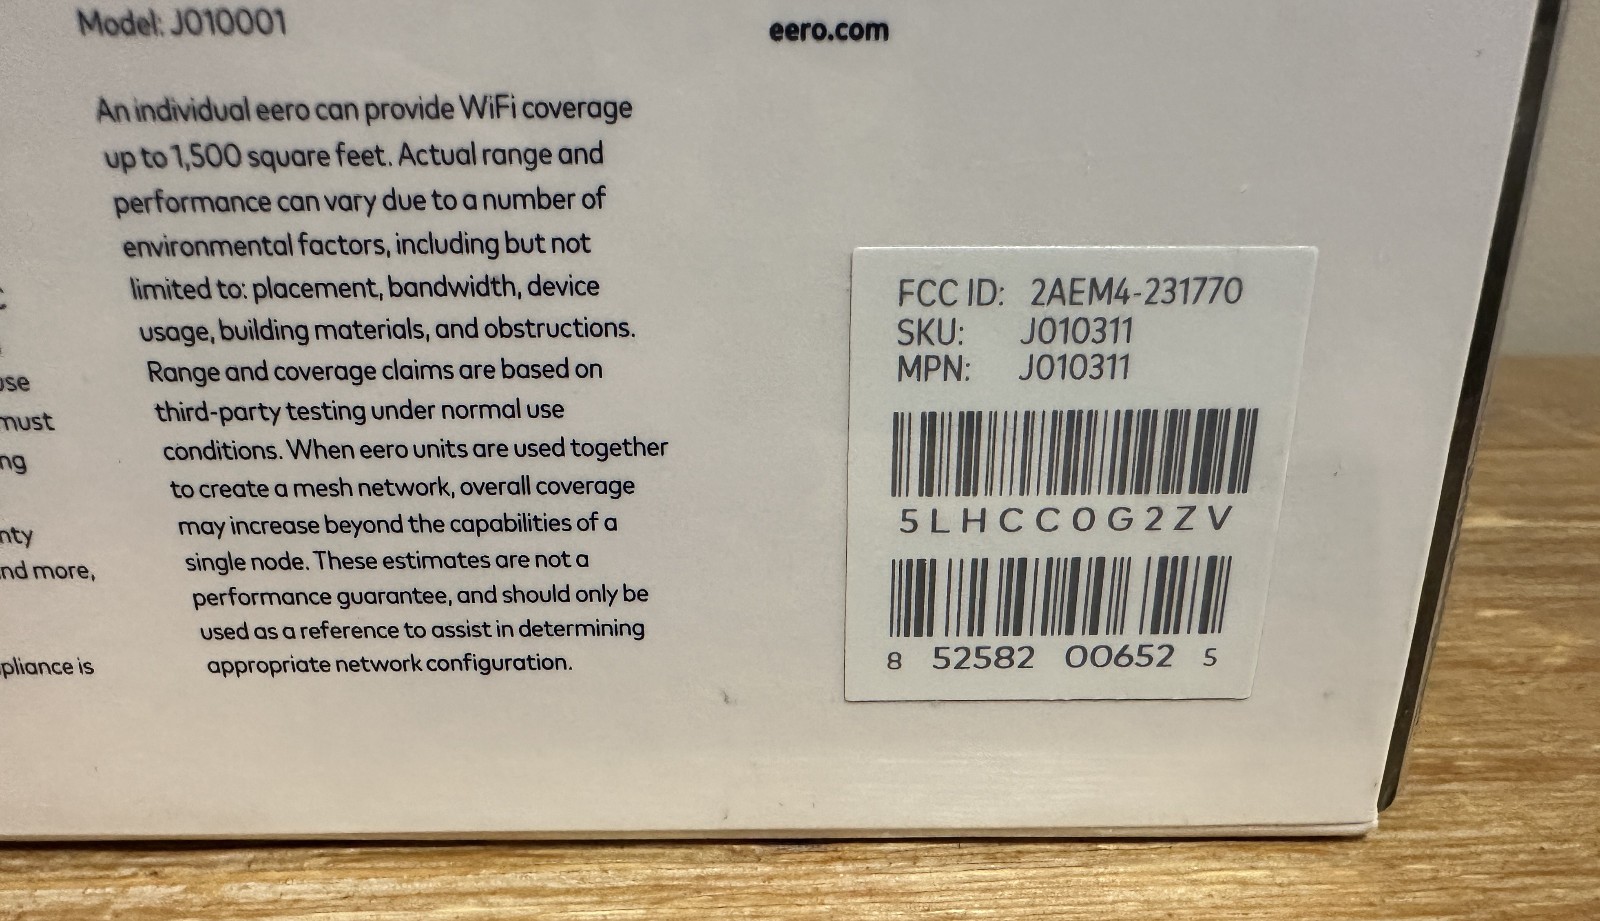 Model: J010001
eero.com
An individual eero can provide WiFi coverage
up to 1,500 square feet. Actual range and
performance can vary due to a number of
environmental factors, including but not
limited to: placement, bandwidth, device
usage, building materials, and obstructions.
Range and coverage claims are based on
third-party testing under normal use
conditions. When eero units are used together
to create a mesh network, overall coverage
may increase beyond the capabilities of a
single node. These estimates are not a
performance guarantee, and should only be
used as a reference to assist in determining
appropriate network configuration.
must
nd more,
pliance is
FCC ID: 2AEM4-231770
SKU: J010311
MPN: J010311
5LHCC0G2ZV
8 52582 00652 5